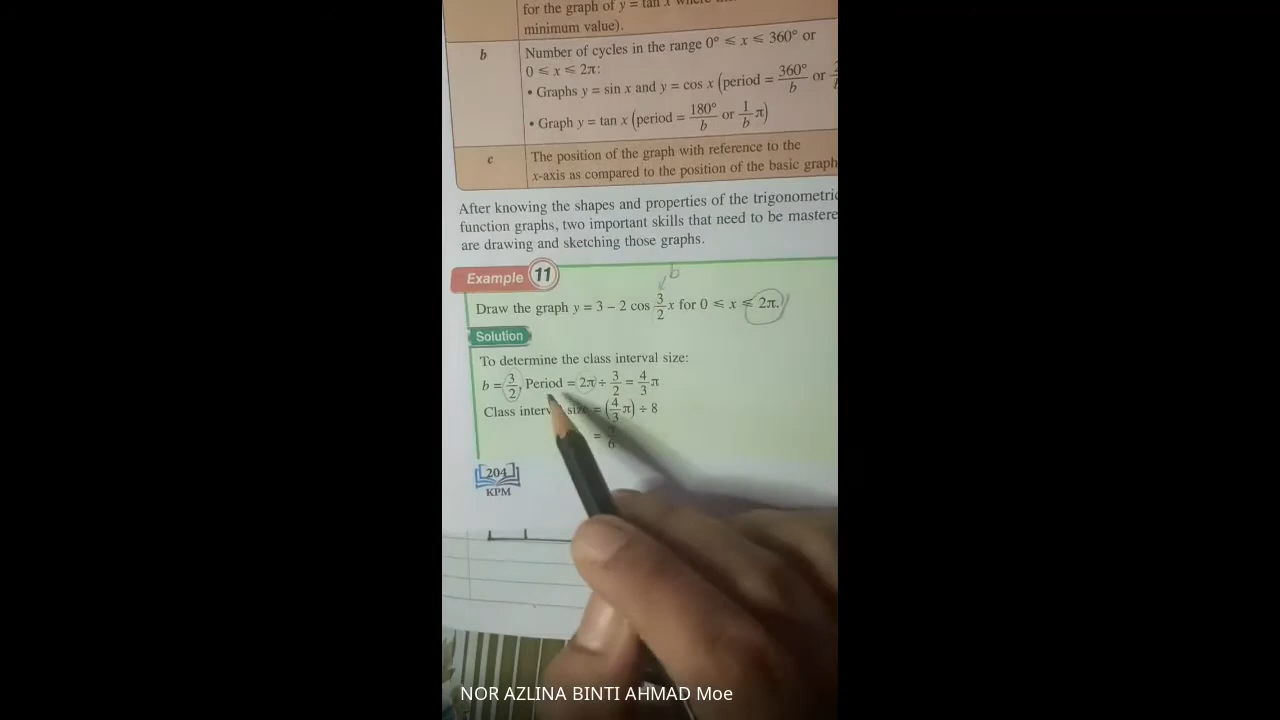 for the graph of y = tan x where
minimum value).
b
Number of cycles in the range 0° ⩽ x ⩽ 360° or
0 ⩽ x ⩽ 2π:
• Graphs y = sin x and y = cos x (period = 360°/b or
• Graph y = tan x (period = 180°/b or 1/b π)
c
The position of the graph with reference to the
x-axis as compared to the position of the basic graph
After knowing the shapes and properties of the trigonometric
function graphs, two important skills that need to be mastere
are drawing and sketching those graphs.
b
Example 11
Draw the graph y = 3 – 2 cos 3/2 x for 0 ⩽ x ⩽ 2π.
Solution
To determine the class interval size:
b = 3/2, Period = 2π ÷ 3/2 = 4/3 π
Class interv size = (4/3 π) ÷ 8
= 6
204
KPM
NOR AZLINA BINTI AHMAD Moe